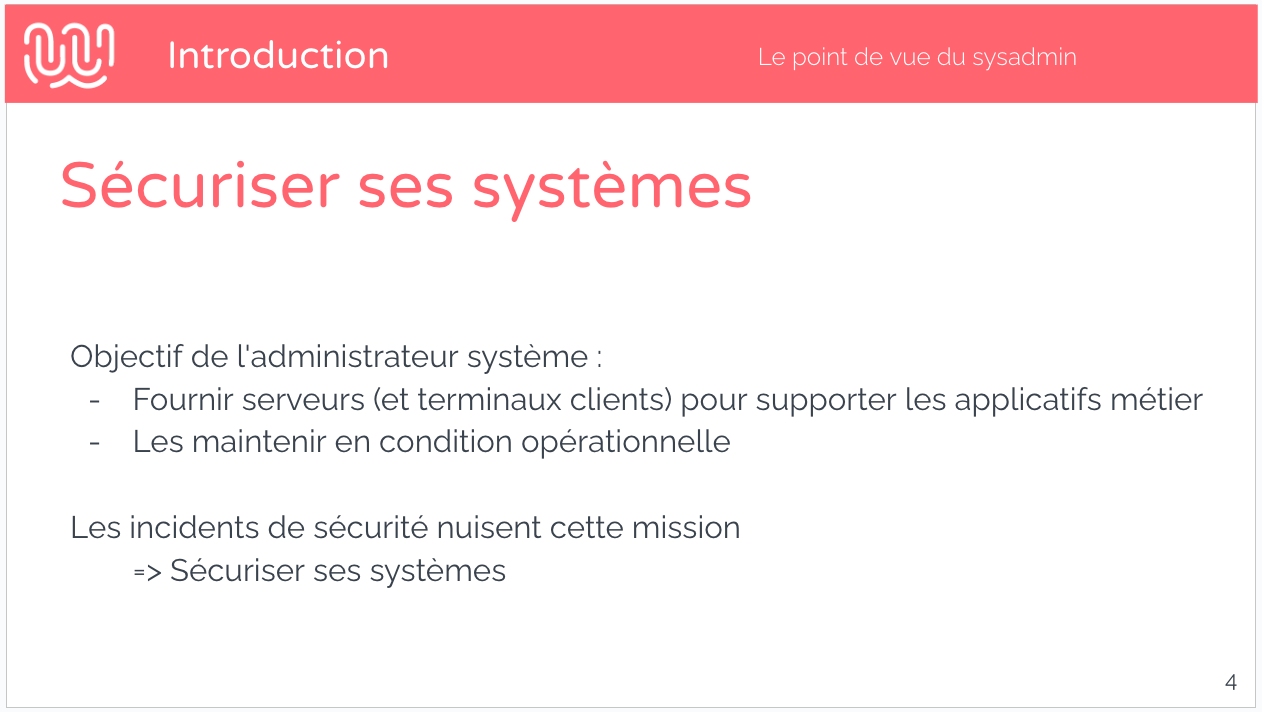 Introduction
Le point de vue du sysadmin
Sécuriser ses systèmes
Objectif de l'administrateur système :
- Fournir serveurs (et terminaux clients) pour supporter les applicatifs métier
- Les maintenir en condition opérationnelle
Les incidents de sécurité nuisent cette mission
=> Sécuriser ses systèmes
4